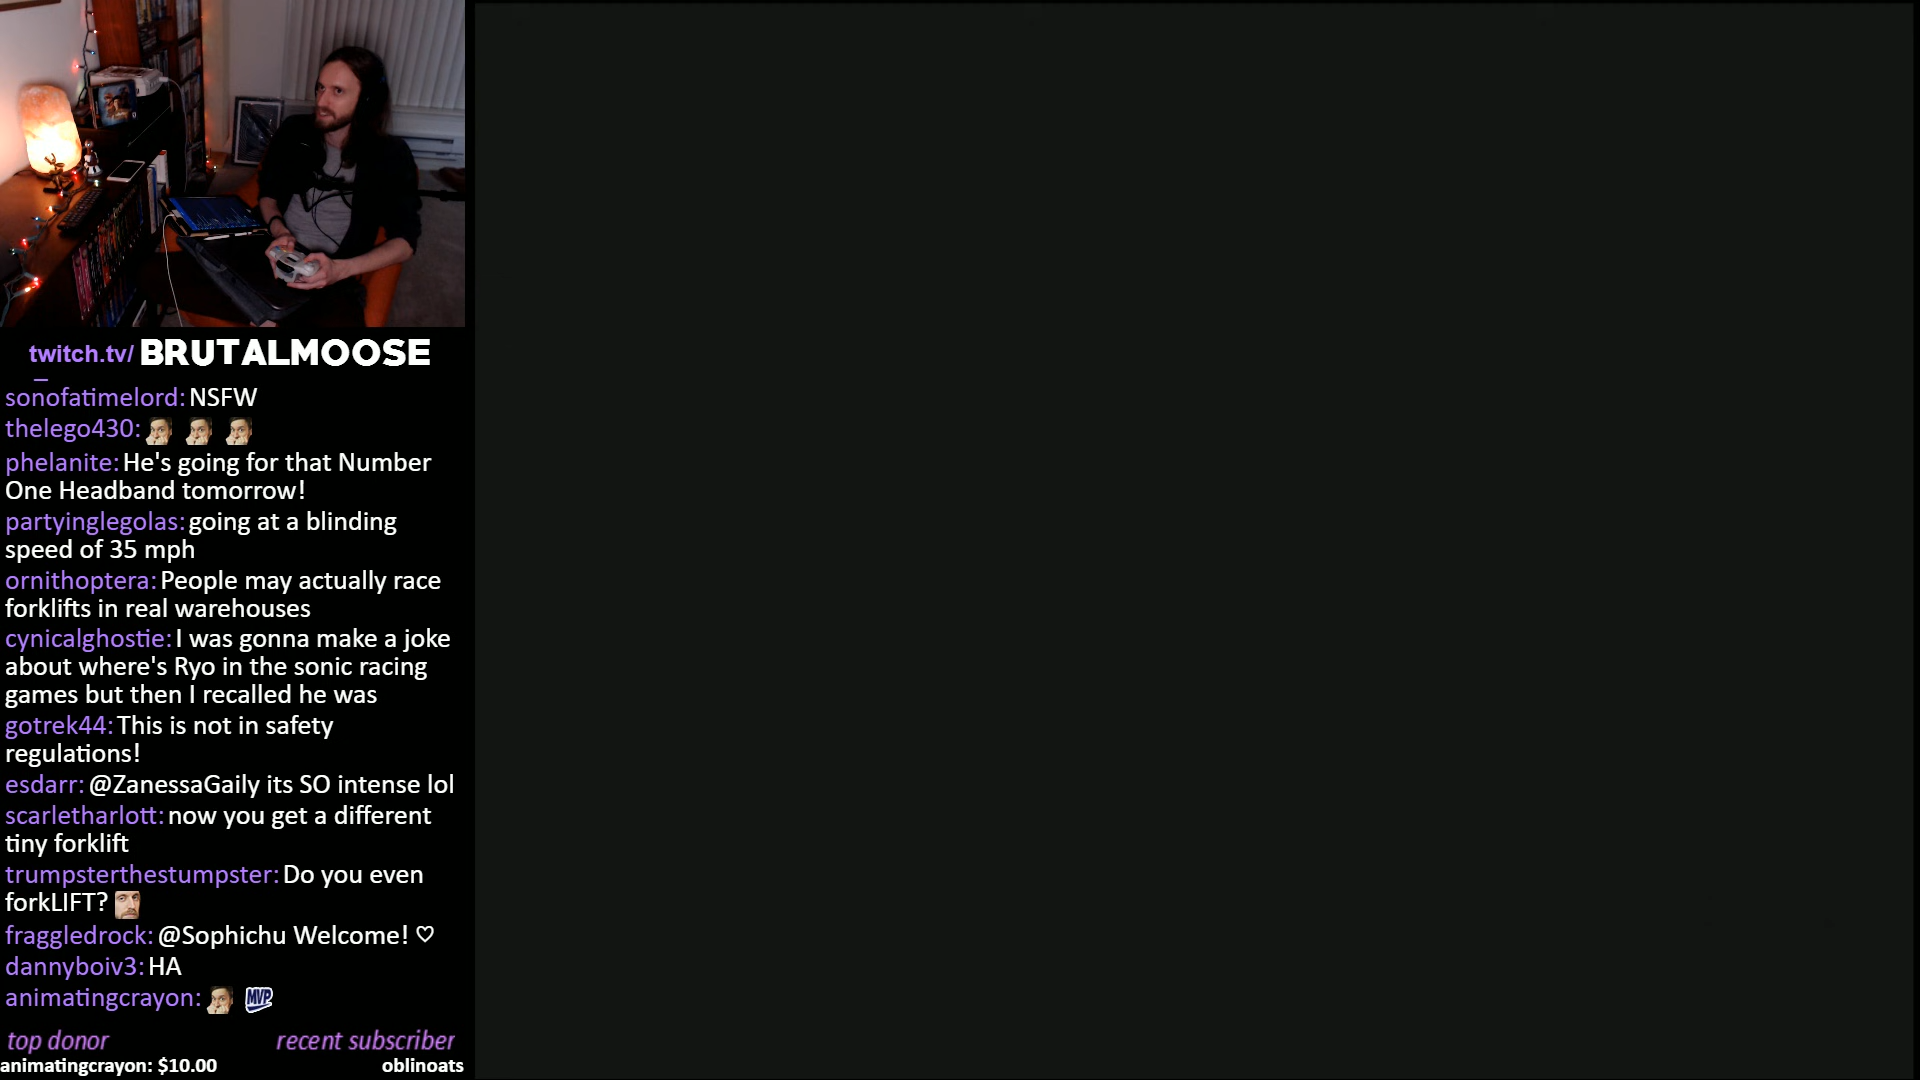 twitch.tv/ BRUTALMOOSE
sonofatimelord: NSFW
thelego430:
phelanite: He's going for that Number
One Headband tomorrow!
partyinglegolas: going at a blinding
speed of 35 mph
ornithoptera: People may actually race
forklifts in real warehouses
cynicalghostie: I was gonna make a joke
about where's Ryo in the sonic racing
games but then I recalled he was
gotrek44: This is not in safety
regulations!
esdarr: @ZanessaGaily its SO intense lol
scarletharlott: now you get a different
tiny forklift
trumpsterthestumpster: Do you even
forkLIFT?
fraggledrock: @Sophichu Welcome! ♡
dannyboiv3: HA
animatingcrayon: MVP
top donor recent subscriber
animatingcrayon: $10.00 oblinoats